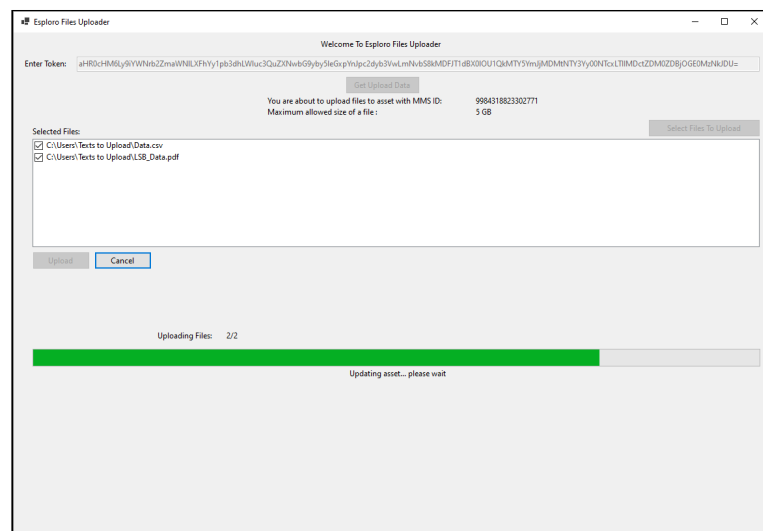 Esploro Files Uploader
Welcome To Esploro Files Uploader
Enter Token:
Get Upload Data
You are about to upload files to asset with MMS ID: 9984318823302771
Maximum allowed size of a file : 5 GB
Select Files To Upload
Selected Files:
C:\Users\Texts to Upload\Data.csv
C:\Users\Texts to Upload\LSB_Data.pdf
Upload Cancel
Uploading Files: 2/2
Updating asset... please wait